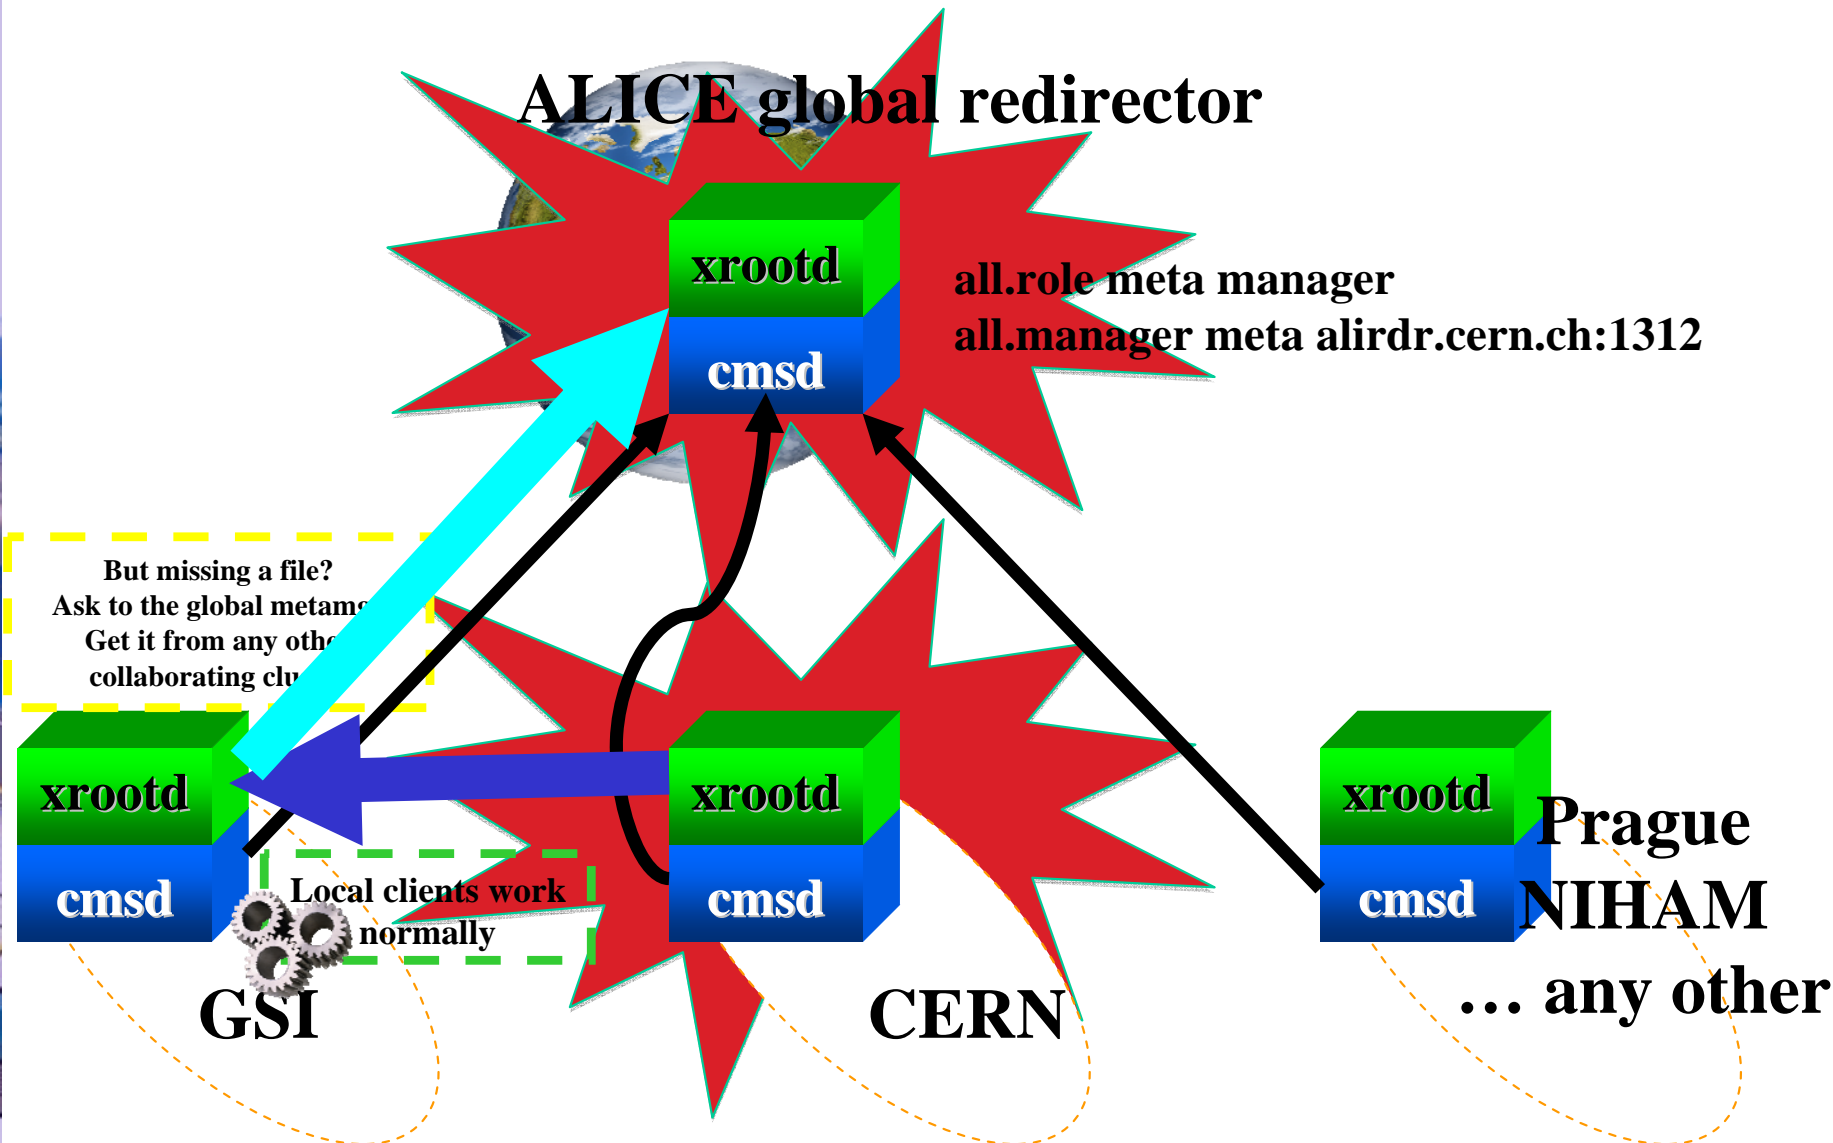 ALICE global redirector
xrootd
cmsd
all.role meta manager
all.manager meta alirdr.cern.ch:1312
But missing a file?
Ask to the global
Get it from any
collaborating
xrootd
cmsd
Local clients work
normally
GSI
xrootd
cmsd
CERN
xrootd
cmsd
Prague
NIHAM
… any other